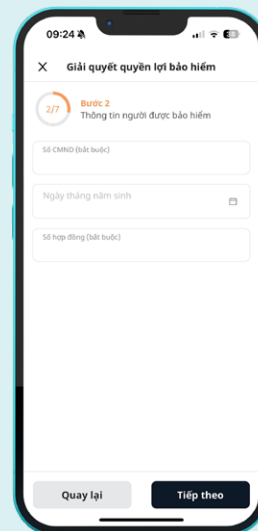 09:24
Giải quyết quyền lợi bảo hiểm
2/7
Bước 2
Thông tin người được bảo hiểm
Số CMND (bắt buộc)
Ngày tháng năm sinh
Số hợp đồng (bắt buộc)
Quay lại
Tiếp theo